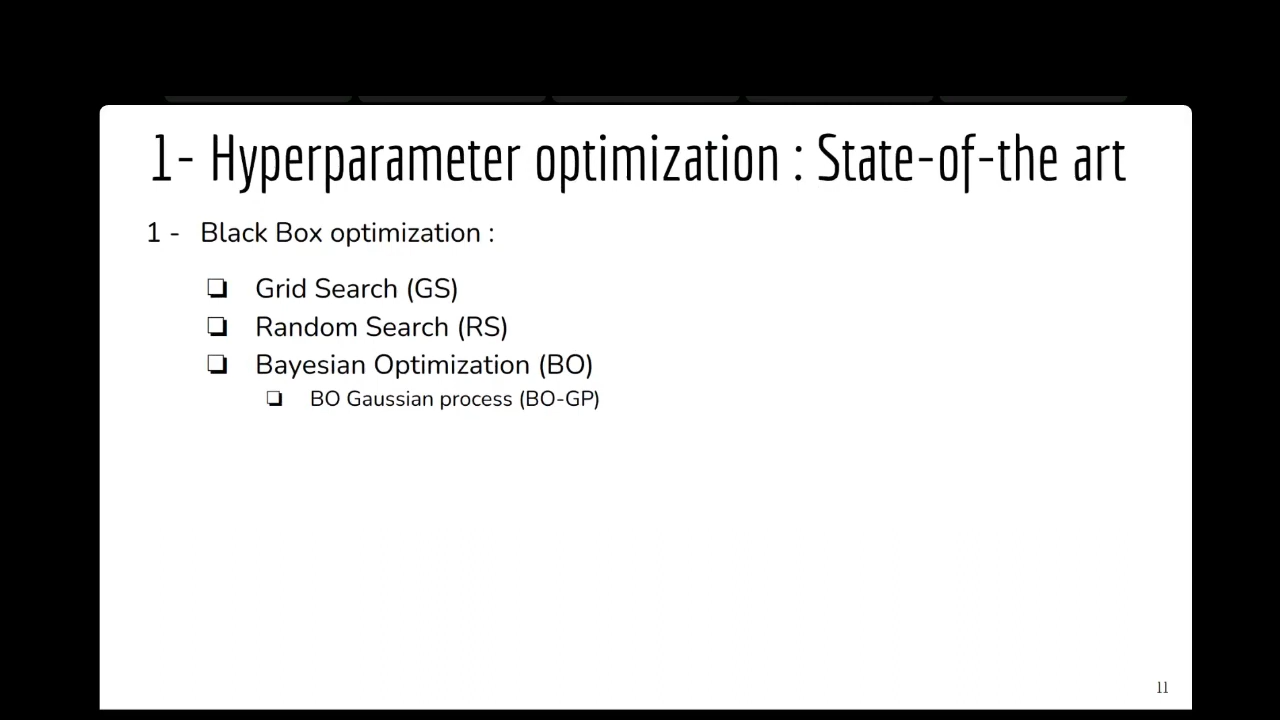 1- Hyperparameter optimization : State-of-the art
1 - Black Box optimization :
❏ Grid Search (GS)
❏ Random Search (RS)
❏ Bayesian Optimization (BO)
❏ BO Gaussian process (BO-GP)
11